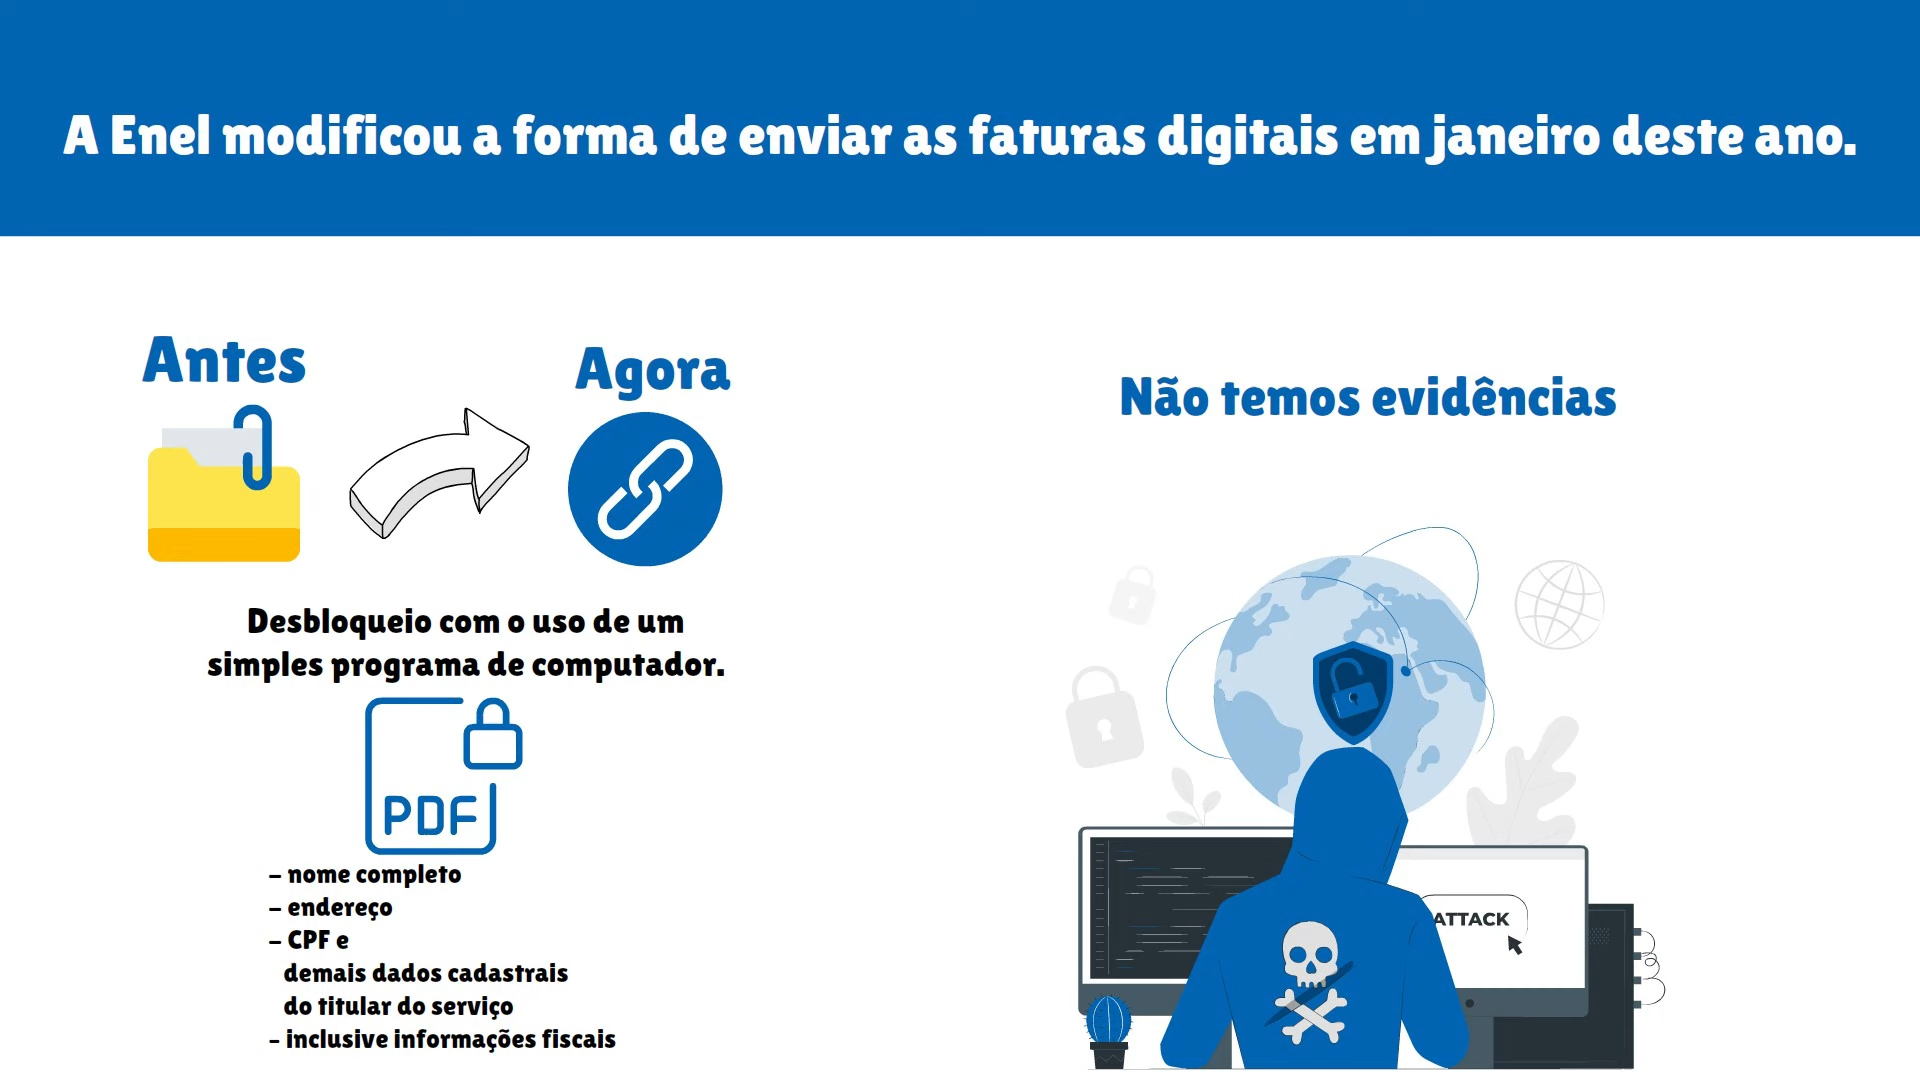 A Enel modificou a forma de enviar as faturas digitais em janeiro deste ano.
Antes
Agora
Desbloqueio com o uso de um
simples programa de computador.
PDF
– nome completo
– endereço
– CPF e
demais dados cadastrais
do titular do serviço
- inclusive informações fiscais
Não temos evidências
ATTACK